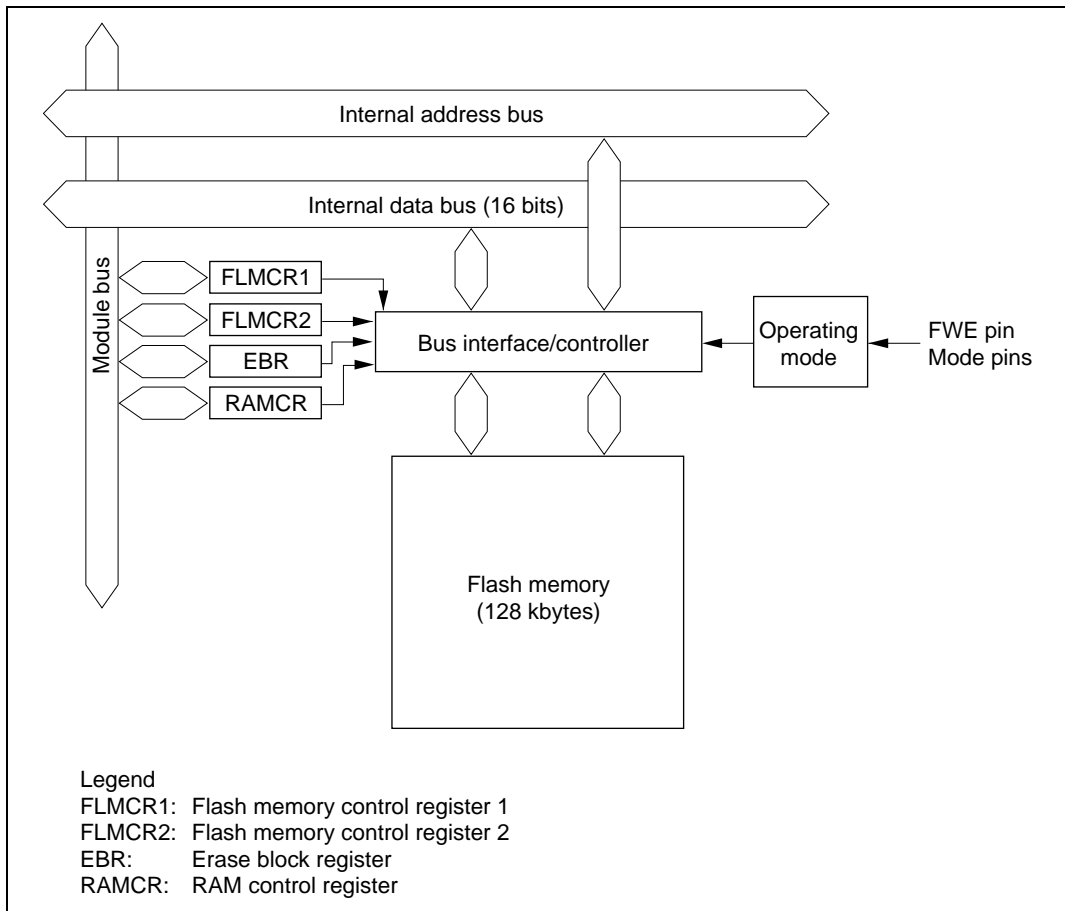 Internal address bus
Internal data bus (16 bits)
Module bus
FLMCR1
FLMCR2
EBR
RAMCR
Bus interface/controller
Operating
mode
FWE pin
Mode pins
Flash memory
(128 kbytes)
Legend
FLMCR1: Flash memory control register 1
FLMCR2: Flash memory control register 2
EBR: Erase block register
RAMCR: RAM control register